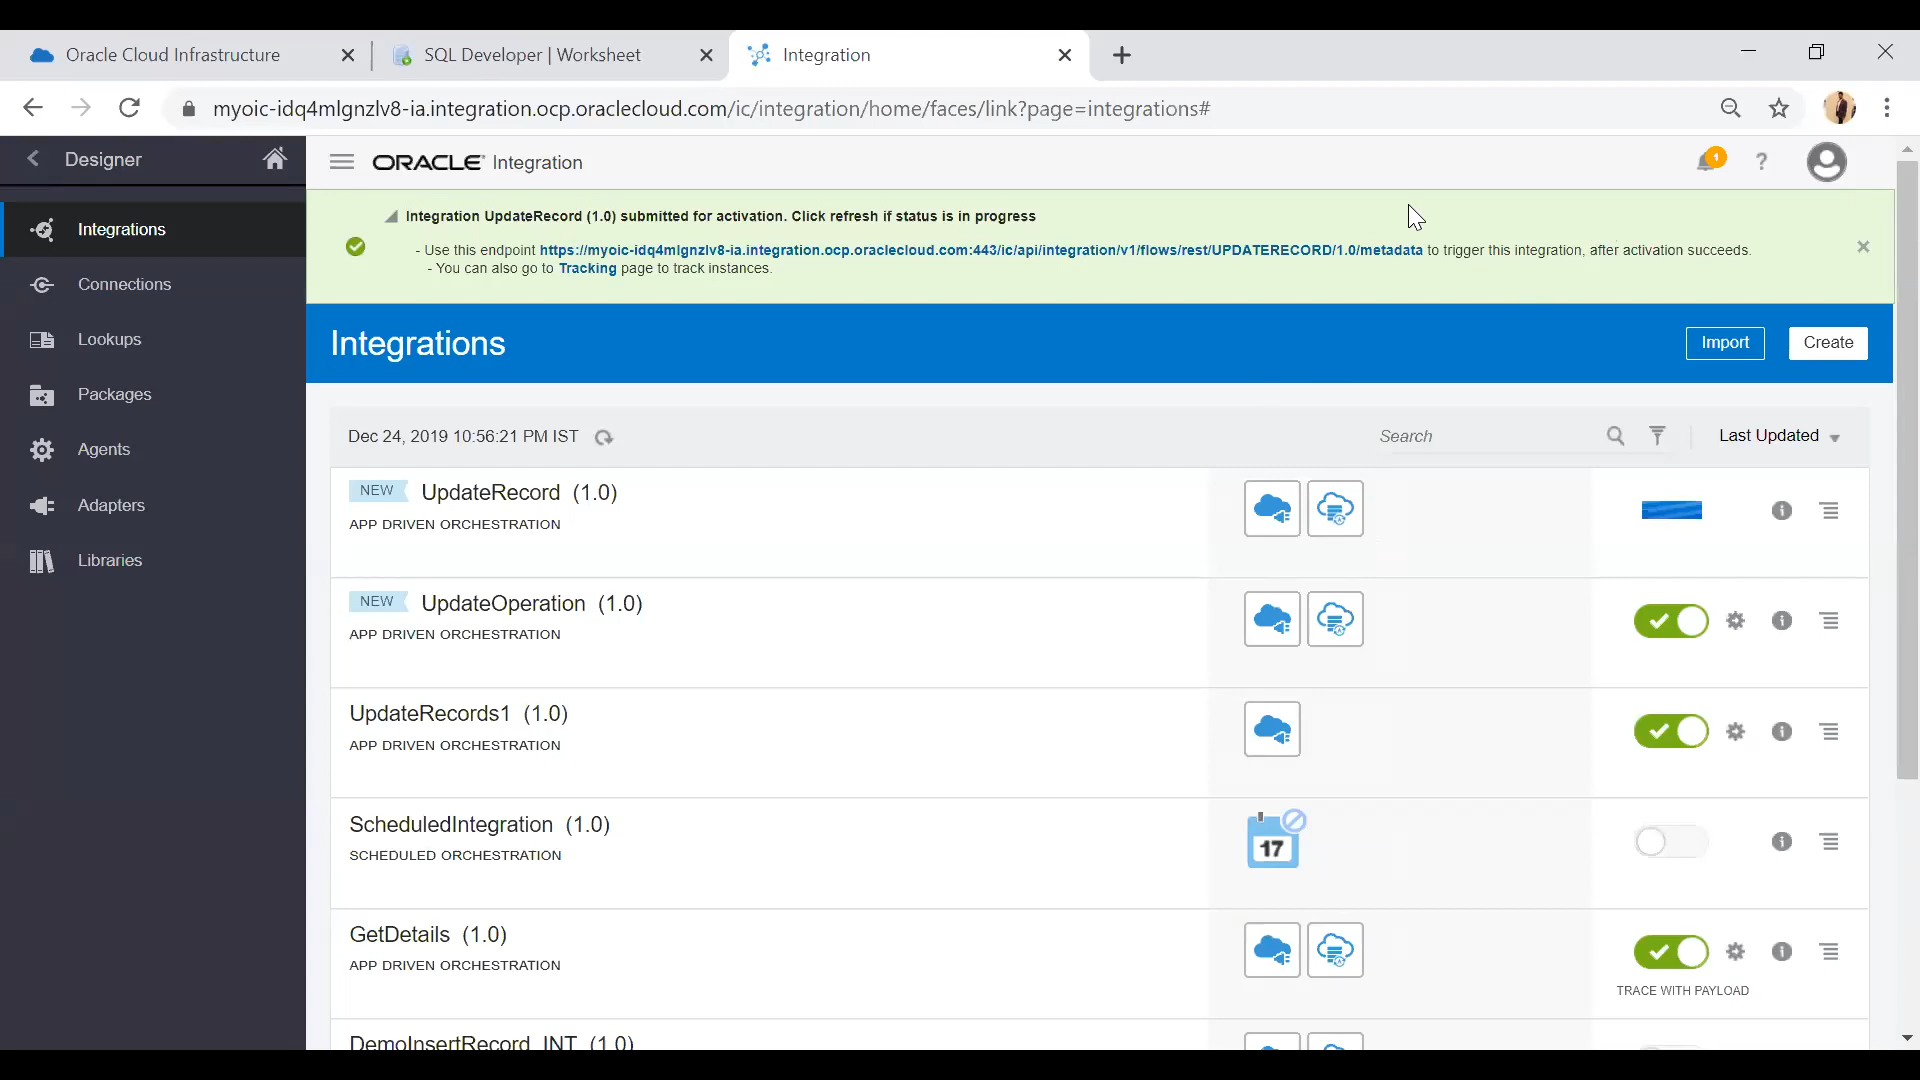 Oracle Cloud Infrastructure
SQL Developer | Worksheet
Integration
myoic-idq4mlgnzlv8-ia.integration.ocp.oraclecloud.com/ic/integration/home/faces/link?page=integrations#
Designer
ORACLE Integration
1
?
Integrations
Connections
Lookups
Packages
Agents
Adapters
Libraries
Integration UpdateRecord (1.0) submitted for activation. Click refresh if status is in progress
- Use this endpoint https://myoic-idq4mlgnzlv8-ia.integration.ocp.oraclecloud.com:443/ic/api/integration/v1/flows/rest/UPDATERECORD/1.0/metadata to trigger this integration, after activation succeeds.
- You can also go to Tracking page to track instances.
Integrations
Import
Create
Dec 24, 2019 10:56:21 PM IST
Search
Last Updated
NEW UpdateRecord (1.0)
APP DRIVEN ORCHESTRATION
NEW UpdateOperation (1.0)
APP DRIVEN ORCHESTRATION
UpdateRecords1 (1.0)
APP DRIVEN ORCHESTRATION
ScheduledIntegration (1.0)
SCHEDULED ORCHESTRATION
17
GetDetails (1.0)
APP DRIVEN ORCHESTRATION
TRACE WITH PAYLOAD
DemoInsertRecord_INT (1.0)